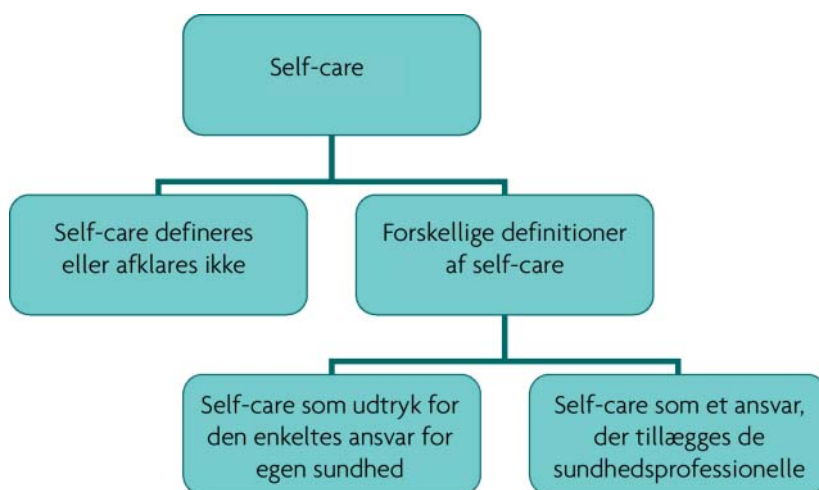 Self-care
Self-care defineres
eller afklares ikke
Forskellige definitioner
af self-care
Self-care som udtryk for
den enkeltes ansvar for
egen sundhed
Self-care som et ansvar,
der tillægges de
sundhedsprofessionelle